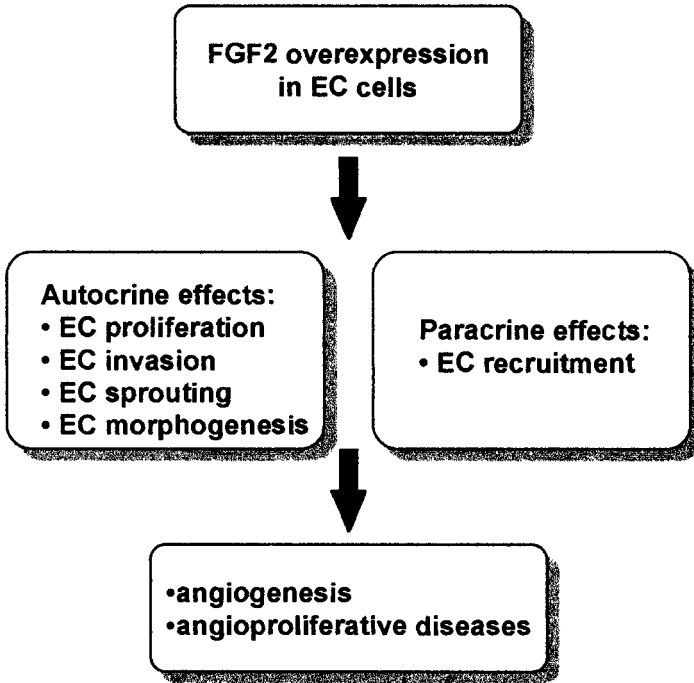 FGF2 overexpression
in EC cells
Autocrine effects:
• EC proliferation
• EC invasion
• EC sprouting
• EC morphogenesis
Paracrine effects:
• EC recruitment
•angiogenesis
•angioproliferative diseases